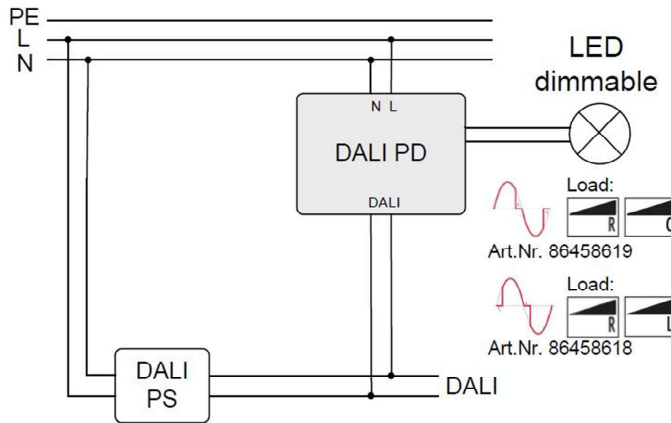 PE
L
N
LED
dimmable
N L
DALI PD
DALI
Load:
R
C
Art.Nr. 86458619
Load:
R
L
Art.Nr. 86458618
DALI
PS
DALI